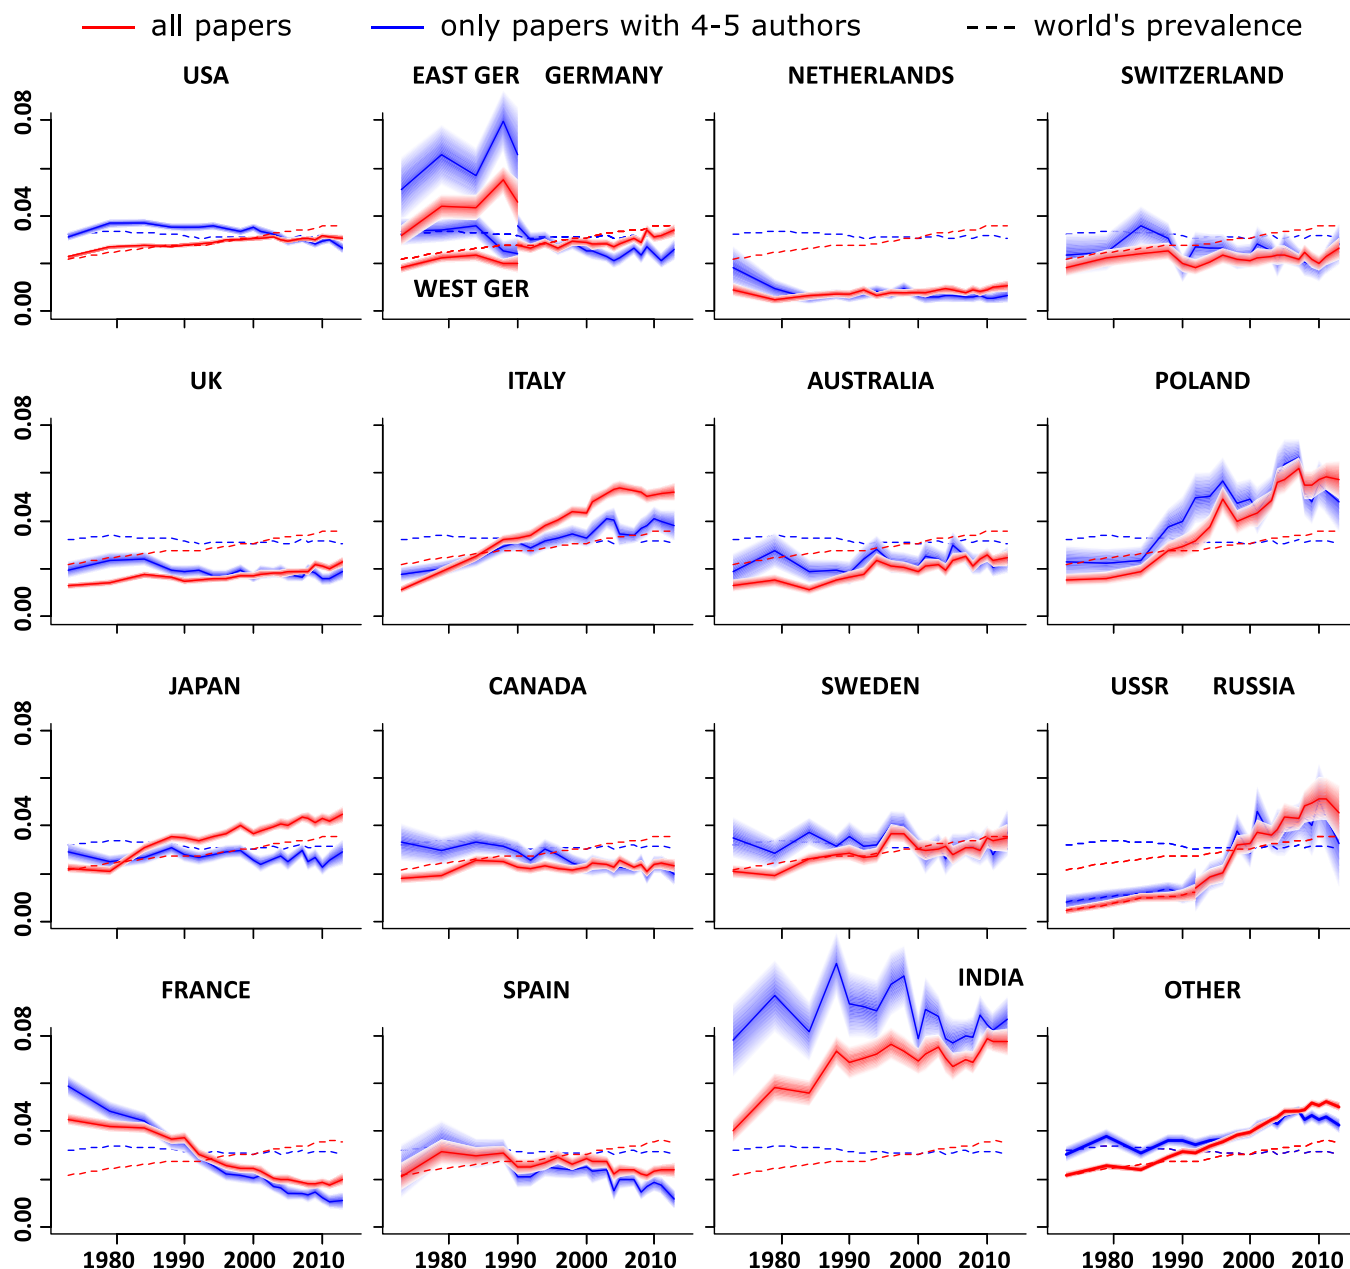 all papers only papers with 4-5 authors world's prevalence
USA EAST GER GERMANY NETHERLANDS SWITZERLAND
0.08
0.04
0.00
WEST GER
1980 1990 2000 2010 1980 1990 2000 2010 1980 1990 2000 2010 1980 1990 2000 2010
UK ITALY AUSTRALIA POLAND
0.08
0.04
0.00
JAPAN CANADA SWEDEN USSR RUSSIA
0.08
0.04
0.00
FRANCE SPAIN INDIA OTHER
0.08
0.04
0.00